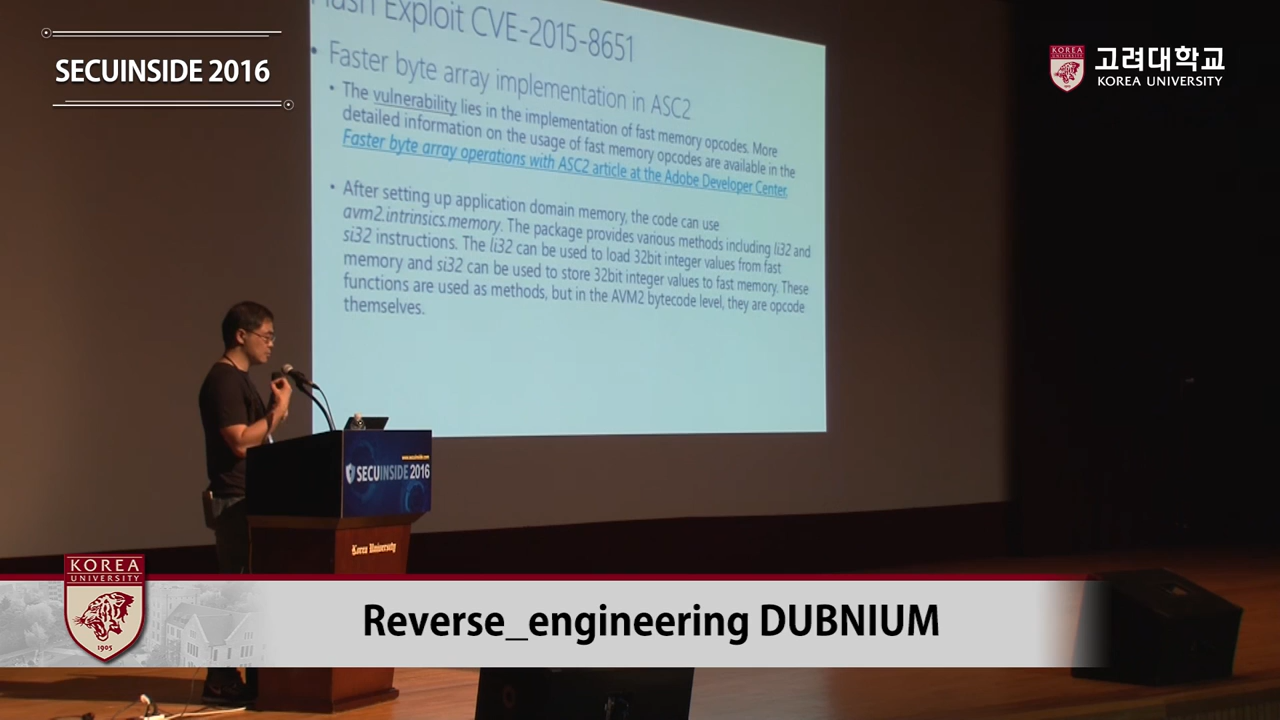 SECUINSIDE 2016
KOREA
고려대학교
KOREA UNIVERSITY
Flash Exploit CVE-2015-8651
• Faster byte array implementation in ASC2
• The vulnerability lies in the implementation of fast memory opcodes. More
detailed information on the usage of fast memory opcodes are available in the
Faster byte array operations with ASC2 article at the Adobe Developer Center.
• After setting up application domain memory, the code can use
avm2.intrinsics.memory. The package provides various methods including li32 and
si32 instructions. The li32 can be used to load 32bit integer values from fast
memory and si32 can be used to store 32bit integer values to fast memory. These
functions are used as methods, but in the AVM2 bytecode level, they are opcode
themselves.
www.secuinside.com
SECUINSIDE 2016
Korea University
KOREA
UNIVERSITY
1905
Reverse_engineering DUBNIUM